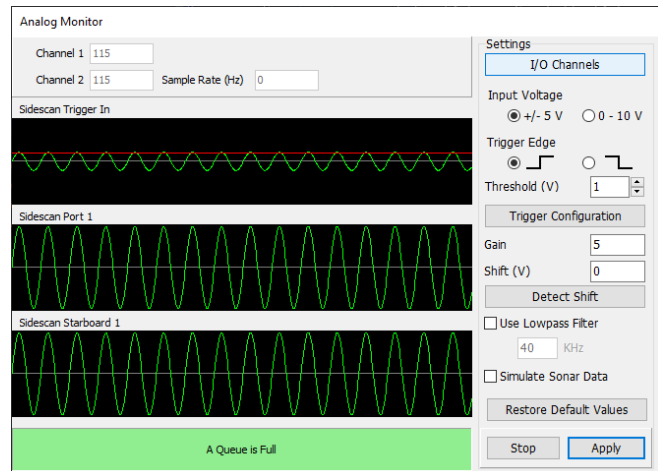 Analog Monitor
Channel 1 115
Channel 2 115 Sample Rate (Hz) 0
Sidescan Trigger In
Sidescan Port 1
Sidescan Starboard 1
A Queue is Full
Settings
I/O Channels
Input Voltage
+/- 5 V 0 - 10 V
Trigger Edge
Threshold (V) 1
Trigger Configuration
Gain 5
Shift (V) 0
Detect Shift
Use Lowpass Filter
40 KHz
Simulate Sonar Data
Restore Default Values
Stop Apply